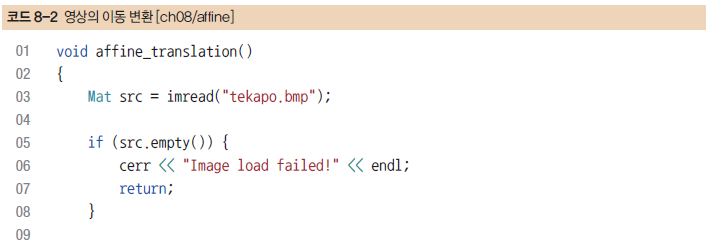 코드 8-2 영상의 이동 변환 [ch08/affine]
01 void affine_translation()
02 {
03 Mat src = imread("tekapo.bmp");
04
05 if (src.empty()) {
06 cerr << "Image load failed!" << endl;
07 return;
08 }
09